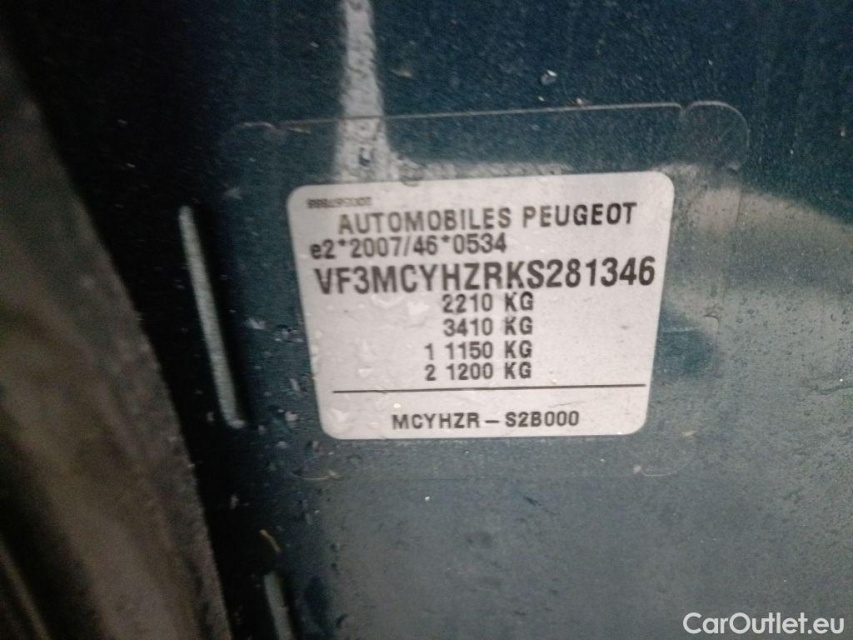 AUTOMOBILES PEUGEOT
e2*2007/46*0534
VF3MCYHZRKS281346
2210 KG
3410 KG
1 1150 KG
2 1200 KG
MCYHZR - S2B000
CarOutlet.eu